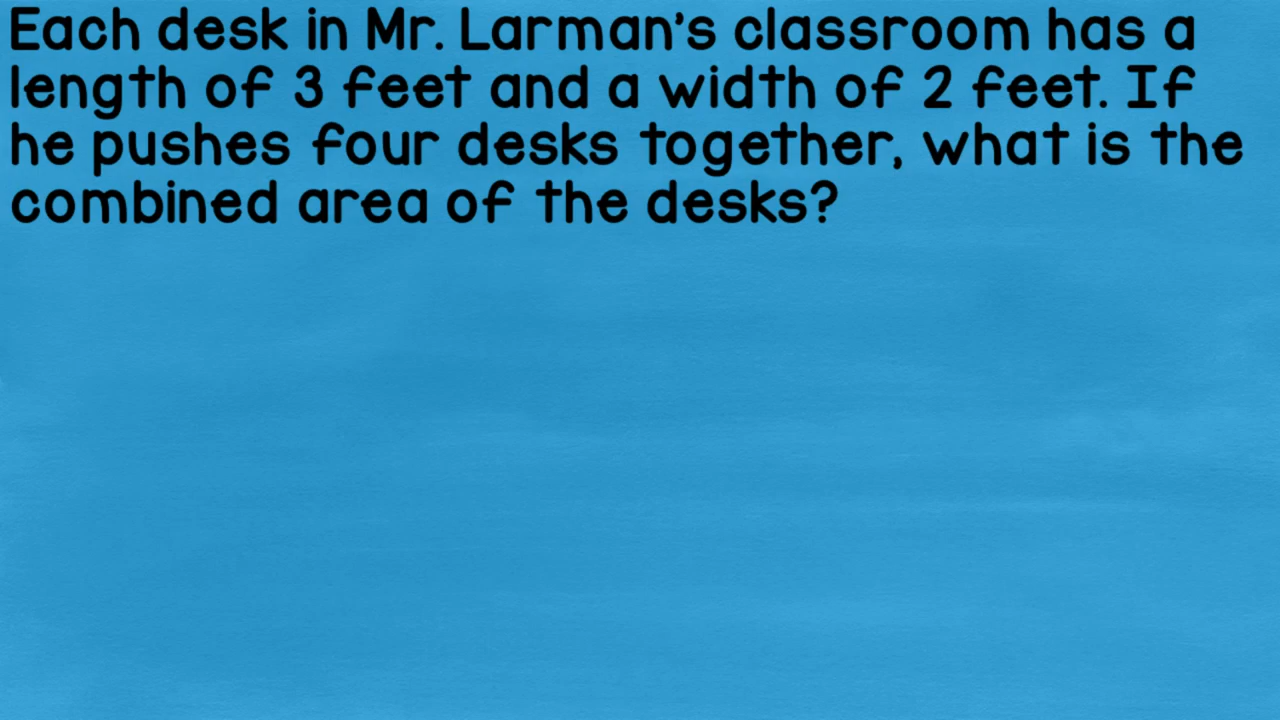 Each desk in Mr. Larman's classroom has a
length of 3 feet and a width of 2 feet. If
he pushes four desks together, what is the
combined area of the desks?